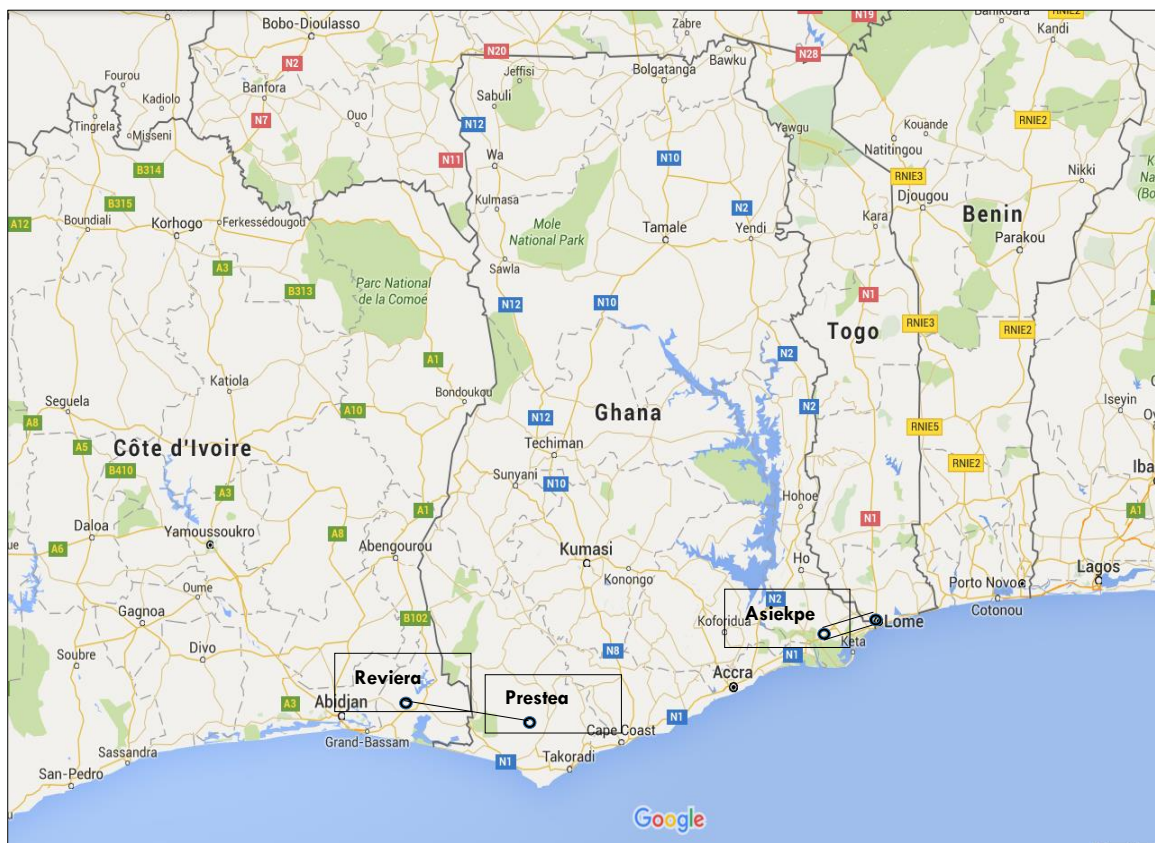 Bobo-Dioulasso
Zabre
N19
Banikoara
Kandi
N20
Bawku
N28
N2
Jeffisi
Bolgatanga
Fourou
Banfora
Sabuli
Kadiolo
N7
Ouo
N12
RNIE2
Tingrela
Misseni
Yawgu
Kouande
Natitingou
N11
Wa
N10
B314
RNIE3
Nikki
Kulmasa
B315
N2
Djougou
Benin
A12
Boundiali
Korhogo
Ferkessédougou
Mole
National Park
Tamale
Yendi
Kara
Parakou
A3
Sawla
Parc National
de la Comoé
B313
N12
N10
N1
Togo
RNIE3
RNIE2
A1
N2
Katiola
Bondoukou
Seguela
A10
N2
Iseyin
A8
N12
Ghana
RNIE5
Côte d'Ivoire
A5
Techiman
B410
RNIE2
Sunyani
N10
A3
Hohoe
A1
A1
N1
Daloa
Yamoussoukro
A8
A6
Abengourou
Kumasi
Ho
Lagos
Konongo
Porto Novo
Oume
N2
Cotonou
Gagnoa
B102
Asiekpe
Koforidua
Lome
Divo
Keta
Soubre
N8
N1
Reviera
Accra
Prestea
A3
Abidjan
N1
Cape Coast
Grand-Bassam
Sassandra
N1
Takoradi
San-Pedro
Google